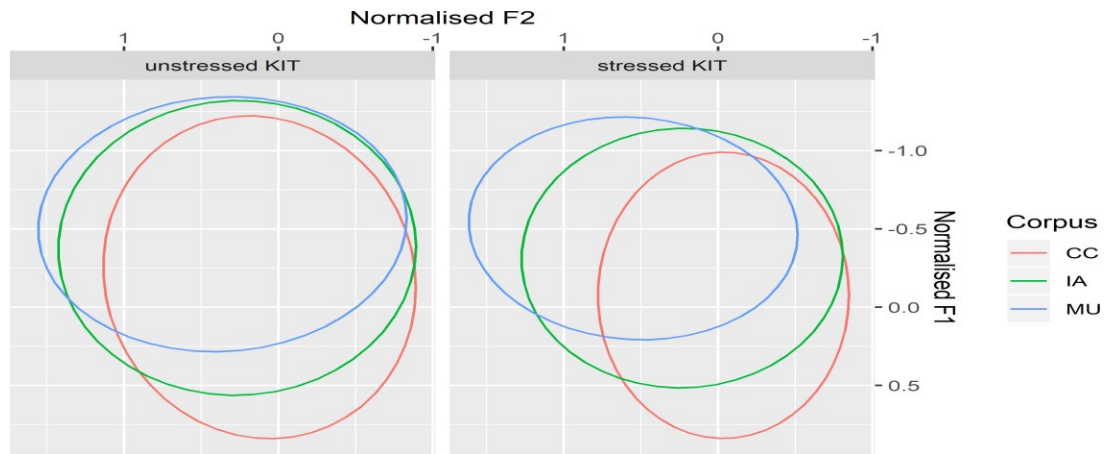 Normalised F2
1 0 -1 1 0 -1
unstressed KIT stressed KIT
-1.0
-0.5
0.0
0.5
Normalised F1
Corpus
CC
IA
MU